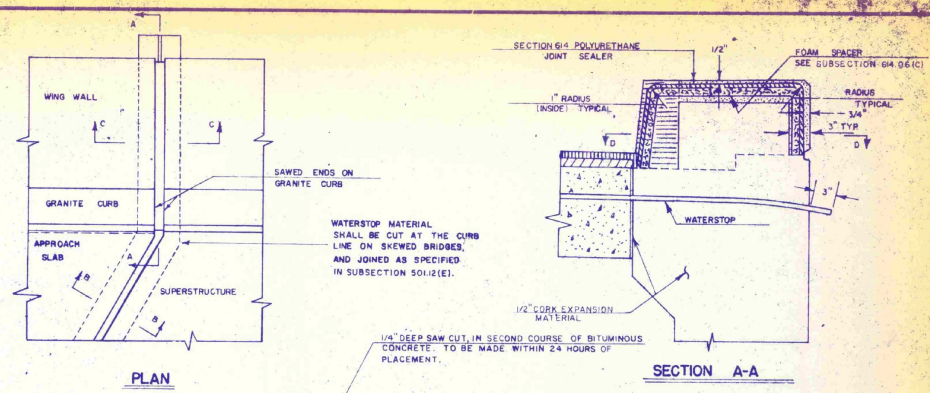 A
WING WALL
C
C
SAWED ENDS ON
GRANITE CURB
GRANITE CURB
APPROACH
SLAB
A
B
SUPERSTRUCTURE
B
WATERSTOP MATERIAL
SHALL BE CUT AT THE CURB
LINE ON SKEWED BRIDGES,
AND JOINED AS SPECIFIED
IN SUBSECTION 501.12(E).
PLAN
1/4" DEEP SAW CUT, IN SECOND COURSE OF BITUMINOUS
CONCRETE. TO BE MADE WITHIN 24 HOURS OF
PLACEMENT.
SECTION 614 POLYURETHANE
JOINT SEALER
1/2"
FOAM SPACER
SEE SUBSECTION 614.06(C)
1" RADIUS
(INSIDE) TYPICAL
RADIUS
TYPICAL
3/4"
3" TYP
D
D
3"
WATERSTOP
1/2" CORK EXPANSION
MATERIAL
SECTION A-A